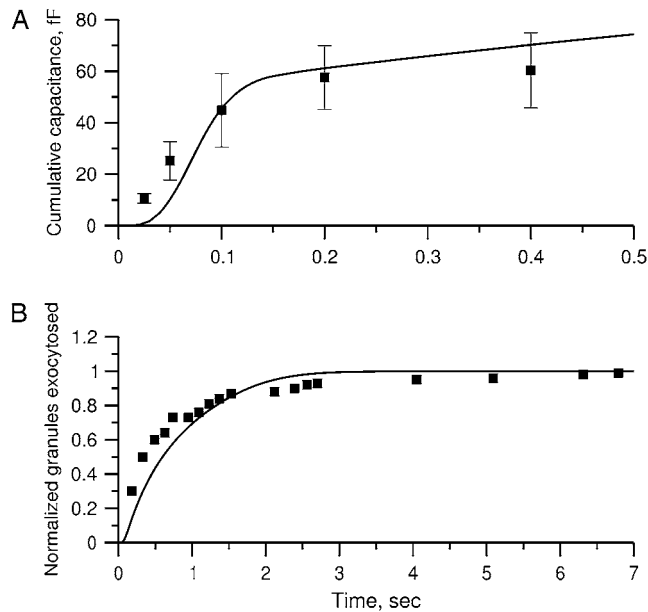 A
Cumulative capacitance, fF
80
60
40
20
0
0 0.1 0.2 0.3 0.4 0.5
B
Normalized granules exocytosed
1.2
1
0.8
0.6
0.4
0.2
0
0 1 2 3 4 5 6 7
Time, sec